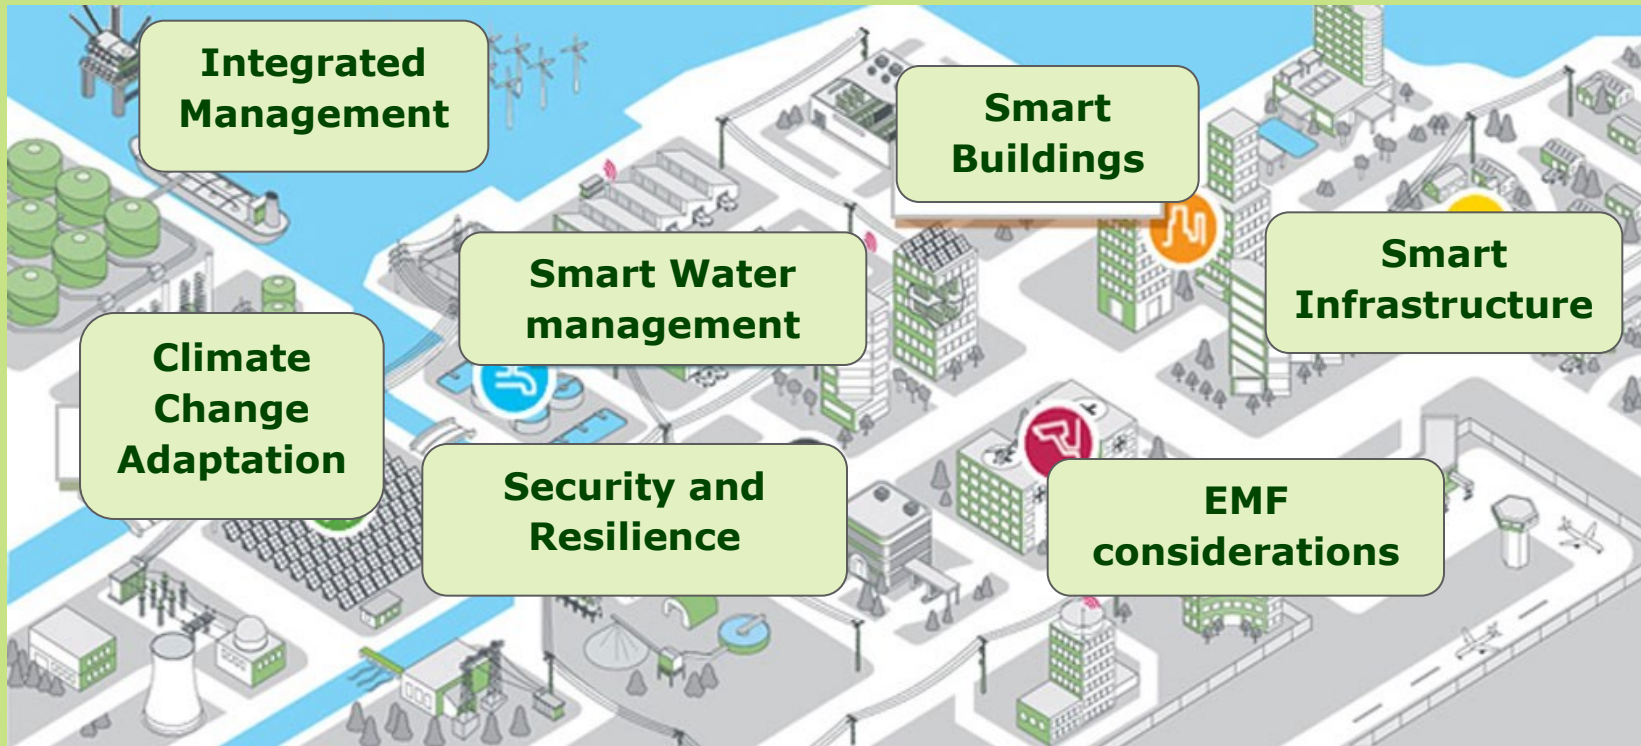 Integrated
Management
Smart
Buildings
Smart Water
management
Smart
Infrastructure
Climate
Change
Adaptation
Security and
Resilience
EMF
considerations